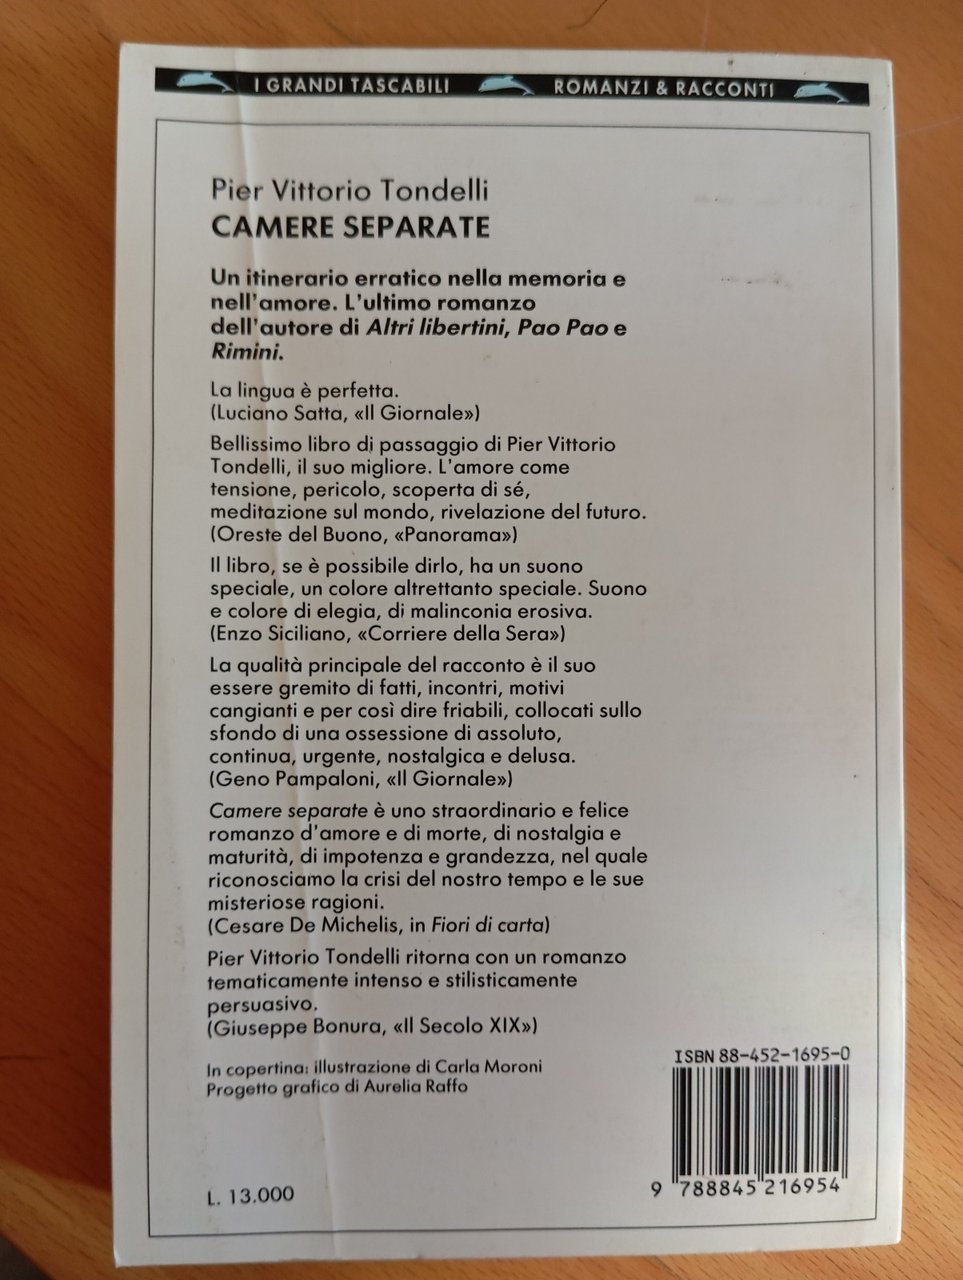 I GRANDI TASCABILI ROMANZI & RACCONTI
Pier Vittorio Tondelli
CAMERE SEPARATE
Un itinerario erratico nella memoria e
nell'amore. L'ultimo romanzo
dell'autore di Altri libertini, Pao Pao e
Rimini.
La lingua è perfetta.
(Luciano Satta, «Il Giornale»)
Bellissimo libro di passaggio di Pier Vittorio
Tondelli, il suo migliore. L'amore come
tensione, pericolo, scoperta di sé,
meditazione sul mondo, rivelazione del futuro.
(Oreste del Buono, «Panorama»)
Il libro, se è possibile dirlo, ha un suono
speciale, un colore altrettanto speciale. Suono
e colore di elegia, di malinconia erosiva.
(Enzo Siciliano, «Corriere della Sera»)
La qualità principale del racconto è il suo
essere gremito di fatti, incontri, motivi
cangianti e per così dire friabili, collocati sullo
sfondo di una ossessione di assoluto,
continua, urgente, nostalgica e delusa.
(Geno Pampaloni, «Il Giornale»)
Camere separate è uno straordinario e felice
romanzo d'amore e di morte, di nostalgia e
maturità, di impotenza e grandezza, nel quale
riconosciamo la crisi del nostro tempo e le sue
misteriose ragioni.
(Cesare De Michelis, in Fiori di carta)
Pier Vittorio Tondelli ritorna con un romanzo
tematicamente intenso e stilisticamente
persuasivo.
(Giuseppe Bonura, «Il Secolo XIX»)
In copertina: illustrazione di Carla Moroni
Progetto grafico di Aurelia Raffo
ISBN 88-452-1695-0
9 788845 216954
L. 13.000